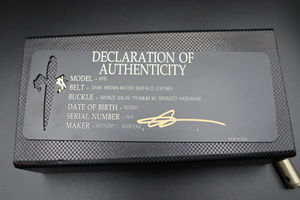 DECLARATION OF
AUTHENTICITY
MODEL -
BELT - DARK BROWN WATER BUFFALO LEATHER
BUCKLE - BRONZE 6AL4V TITANIUM W/ BRONZED HARDWARE
DATE OF BIRTH -
SERIAL NUMBER - N/A
MAKER - ANTHONY L. MARFIONE